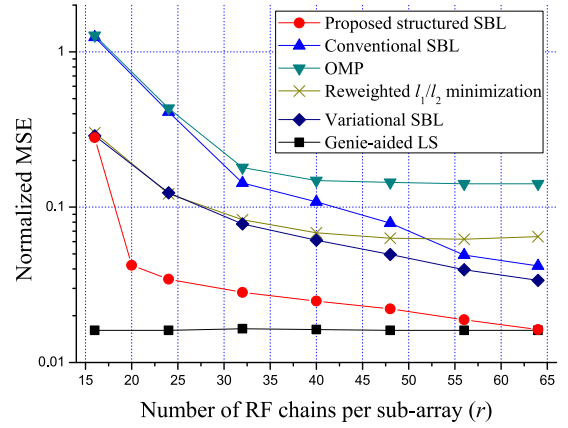 Proposed structured SBL
Conventional SBL
OMP
Reweighted l1/l2 minimization
Variational SBL
Genie-aided LS
Normalized MSE
1
0.1
0.01
15 20 25 30 35 40 45 50 55 60 65
Number of RF chains per sub-array (r)